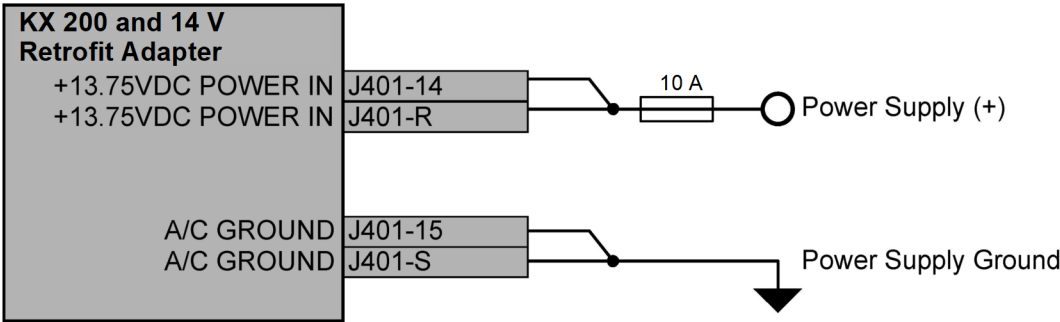 KX 200 and 14 V
Retrofit Adapter
+13.75VDC POWER IN J401-14
+13.75VDC POWER IN J401-R
10 A
Power Supply (+)
A/C GROUND J401-15
A/C GROUND J401-S
Power Supply Ground